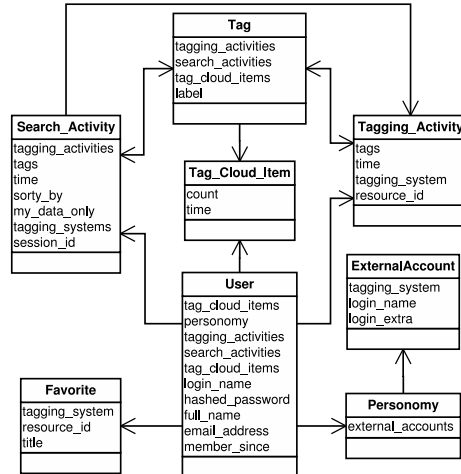 Tag
tagging_activities
search_activities
tag_cloud_items
label
Search_Activity
tagging_activities
tags
time
sorty_by
my_data_only
tagging_systems
session_id
Tagging_Activity
tags
time
tagging_system
resource_id
Tag_Cloud_Item
count
time
ExternalAccount
tagging_system
login_name
login_extra
User
tag_cloud_items
personomy
tagging_activities
search_activities
tag_cloud_items
login_name
hashed_password
full_name
email_address
member_since
Favorite
tagging_system
resource_id
title
Personomy
external_accounts